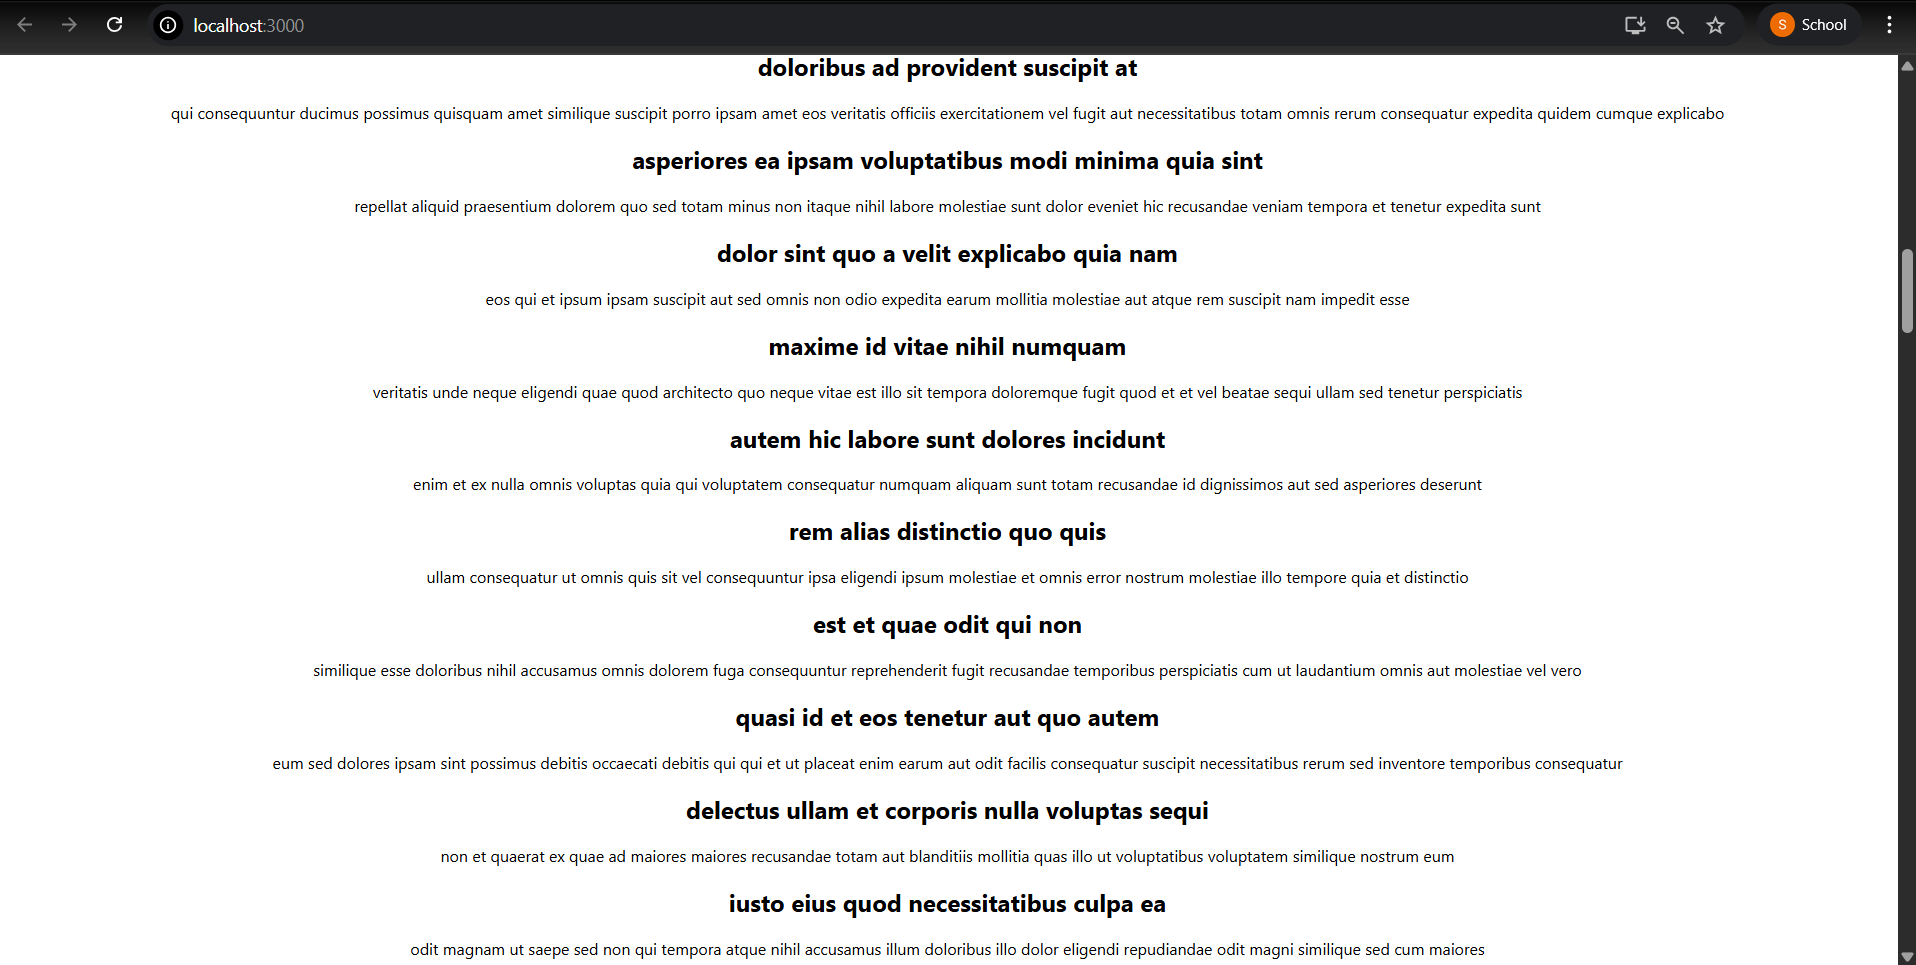 localhost:3000
S School
doloribus ad provident suscipit at
qui consequuntur ducimus possimus quisquam amet similique suscipit porro ipsam amet eos veritatis officiis exercitationem vel fugit aut necessitatibus totam omnis rerum consequatur expedita quidem cumque explicabo
asperiores ea ipsam voluptatibus modi minima quia sint
repellat aliquid praesentium dolorem quo sed totam minus non itaque nihil labore molestiae sunt dolor eveniet hic recusandae veniam tempora et tenetur expedita sunt
dolor sint quo a velit explicabo quia nam
eos qui et ipsum ipsam suscipit aut sed omnis non odio expedita earum mollitia molestiae aut atque rem suscipit nam impedit esse
maxime id vitae nihil numquam
veritatis unde neque eligendi quae quod architecto quo neque vitae est illo sit tempora doloremque fugit quod et et vel beatae sequi ullam sed tenetur perspiciatis
autem hic labore sunt dolores incidunt
enim et ex nulla omnis voluptas quia qui voluptatem consequatur numquam aliquam sunt totam recusandae id dignissimos aut sed asperiores deserunt
rem alias distinctio quo quis
ullam consequatur ut omnis quis sit vel consequuntur ipsa eligendi ipsum molestiae et omnis error nostrum molestiae illo tempore quia et distinctio
est et quae odit qui non
similique esse doloribus nihil accusamus omnis dolorem fuga consequuntur reprehenderit fugit recusandae temporibus perspiciatis cum ut laudantium omnis aut molestiae vel vero
quasi id et eos tenetur aut quo autem
eum sed dolores ipsam sint possimus debitis occaecati debitis qui qui et ut placeat enim earum aut odit facilis consequatur suscipit necessitatibus rerum sed inventore temporibus consequatur
delectus ullam et corporis nulla voluptas sequi
non et quaerat ex quae ad maiores maiores recusandae totam aut blanditiis mollitia quas illo ut voluptatibus voluptatem similique nostrum eum
iusto eius quod necessitatibus culpa ea
odit magnam ut saepe sed non qui tempora atque nihil accusamus illum doloribus illo dolor eligendi repudiandae odit magni similique sed cum maiores